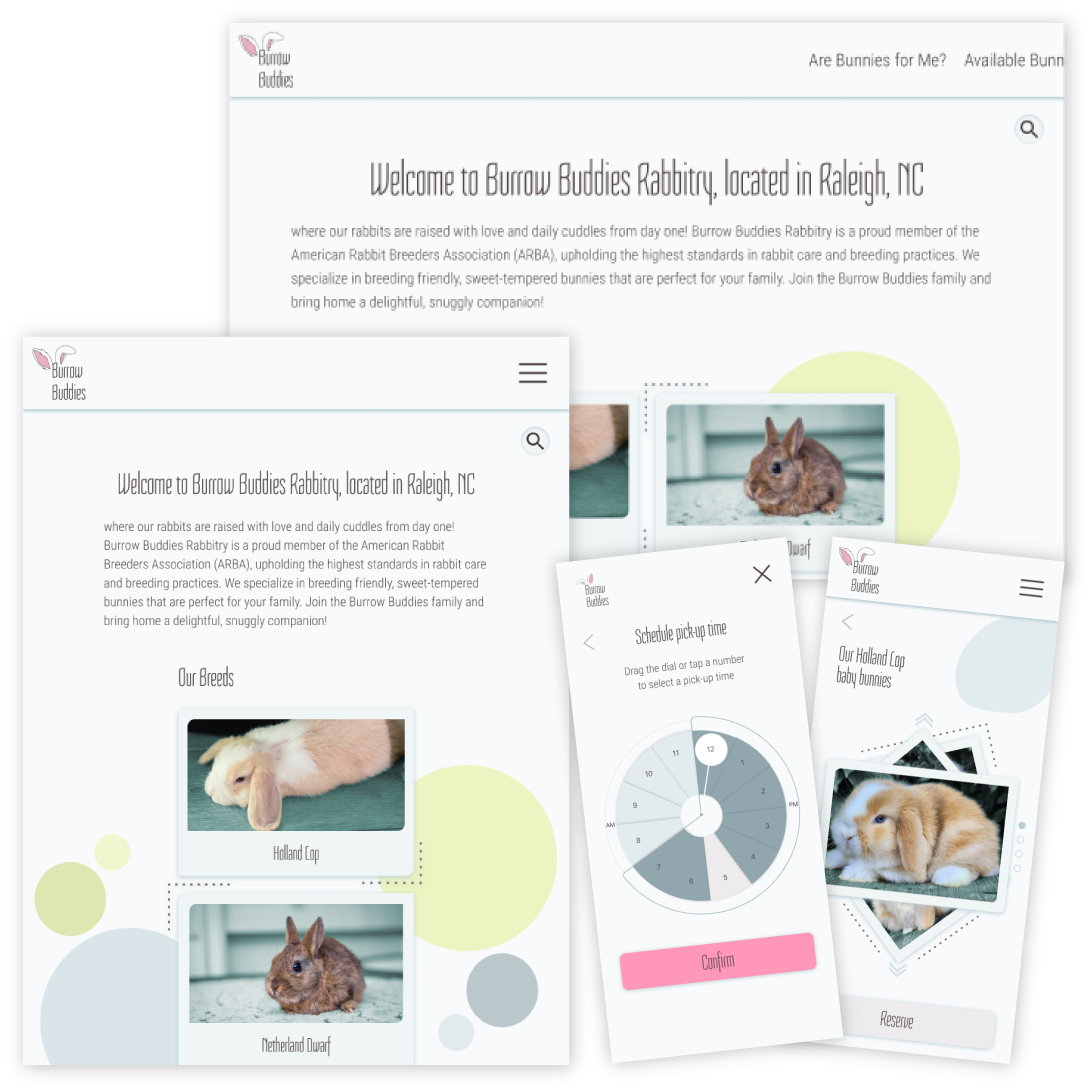 Burrow
Buddies
Are Bunnies for Me? Available Bunn
Welcome to Burrow Buddies Rabbitry, located in Raleigh, NC
where our rabbits are raised with love and daily cuddles from day one! Burrow Buddies Rabbitry is a proud member of the
American Rabbit Breeders Association (ARBA), upholding the highest standards in rabbit care and breeding practices. We
specialize in breeding friendly, sweet-tempered bunnies that are perfect for your family. Join the Burrow Buddies family and
bring home a delightful, snuggly companion!
Dwarf
Burrow
Buddies
Welcome to Burrow Buddies Rabbitry, located in Raleigh, NC
where our rabbits are raised with love and daily cuddles from day one!
Burrow Buddies Rabbitry is a proud member of the American Rabbit
Breeders Association (ARBA), upholding the highest standards in rabbit care
and breeding practices. We specialize in breeding friendly, sweet-tempered
bunnies that are perfect for your family. Join the Burrow Buddies family and
bring home a delightful, snuggly companion!
Our Breeds
Holland Lop
Netherland Dwarf
Burrow
Buddies
Schedule pick-up time
Drag the dial or tap a number
to select a pick-up time
12
1
2
3
4
5
6
7
8
9
10
11
AM
PM
Confirm
Burrow
Buddies
Our Holland Lop
baby bunnies
Reserve